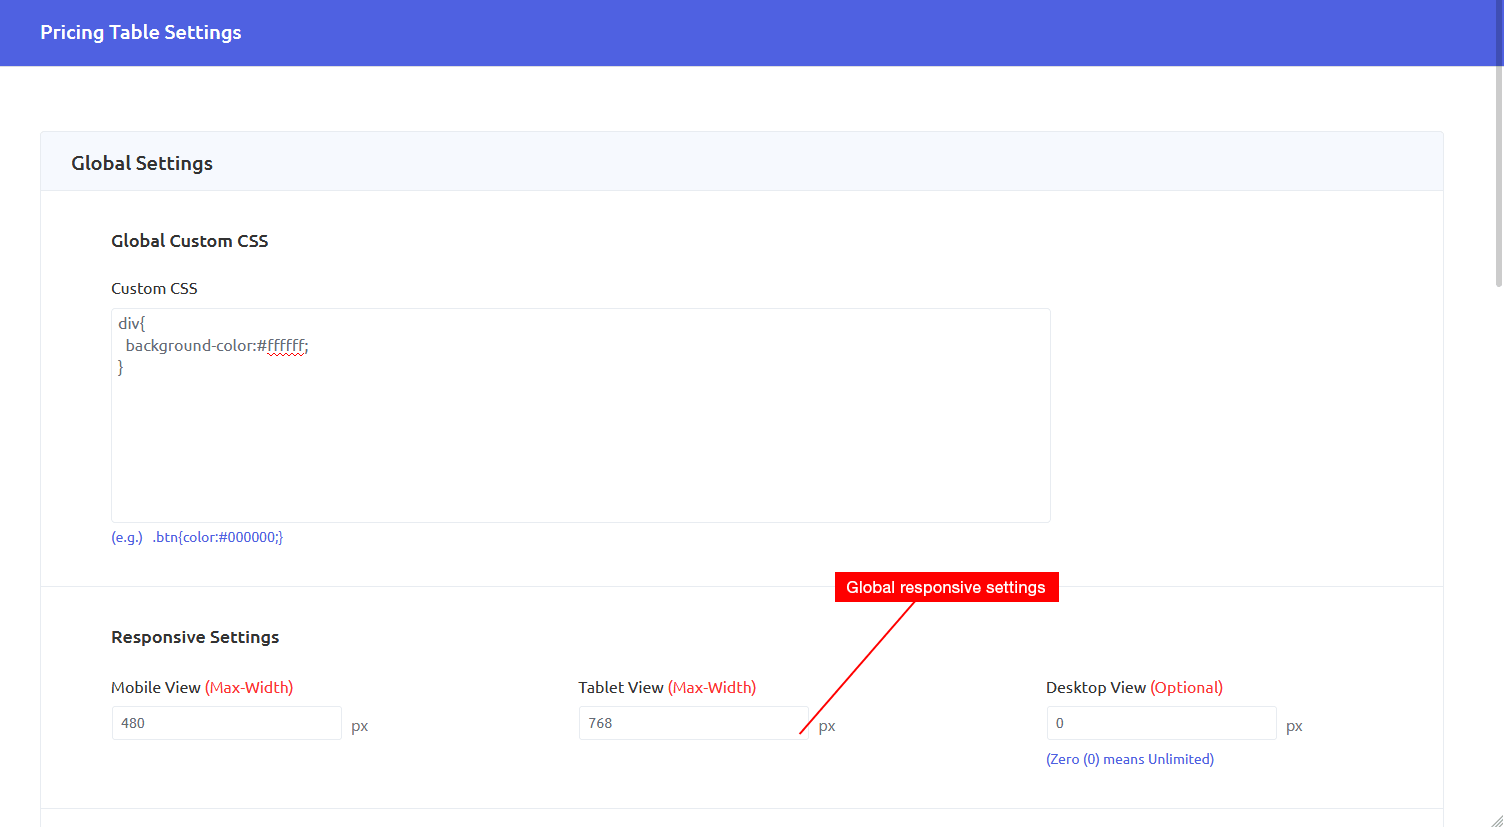 Pricing Table Settings
Global Settings
Global Custom CSS
Custom CSS
div{
  background-color:#ffffff;
}
(e.g.) .btn{color:#000000;}
Global responsive settings
Responsive Settings
Mobile View (Max-Width) Tablet View (Max-Width) Desktop View (Optional)
480 px 768 px 0 px
(Zero (0) means Unlimited)